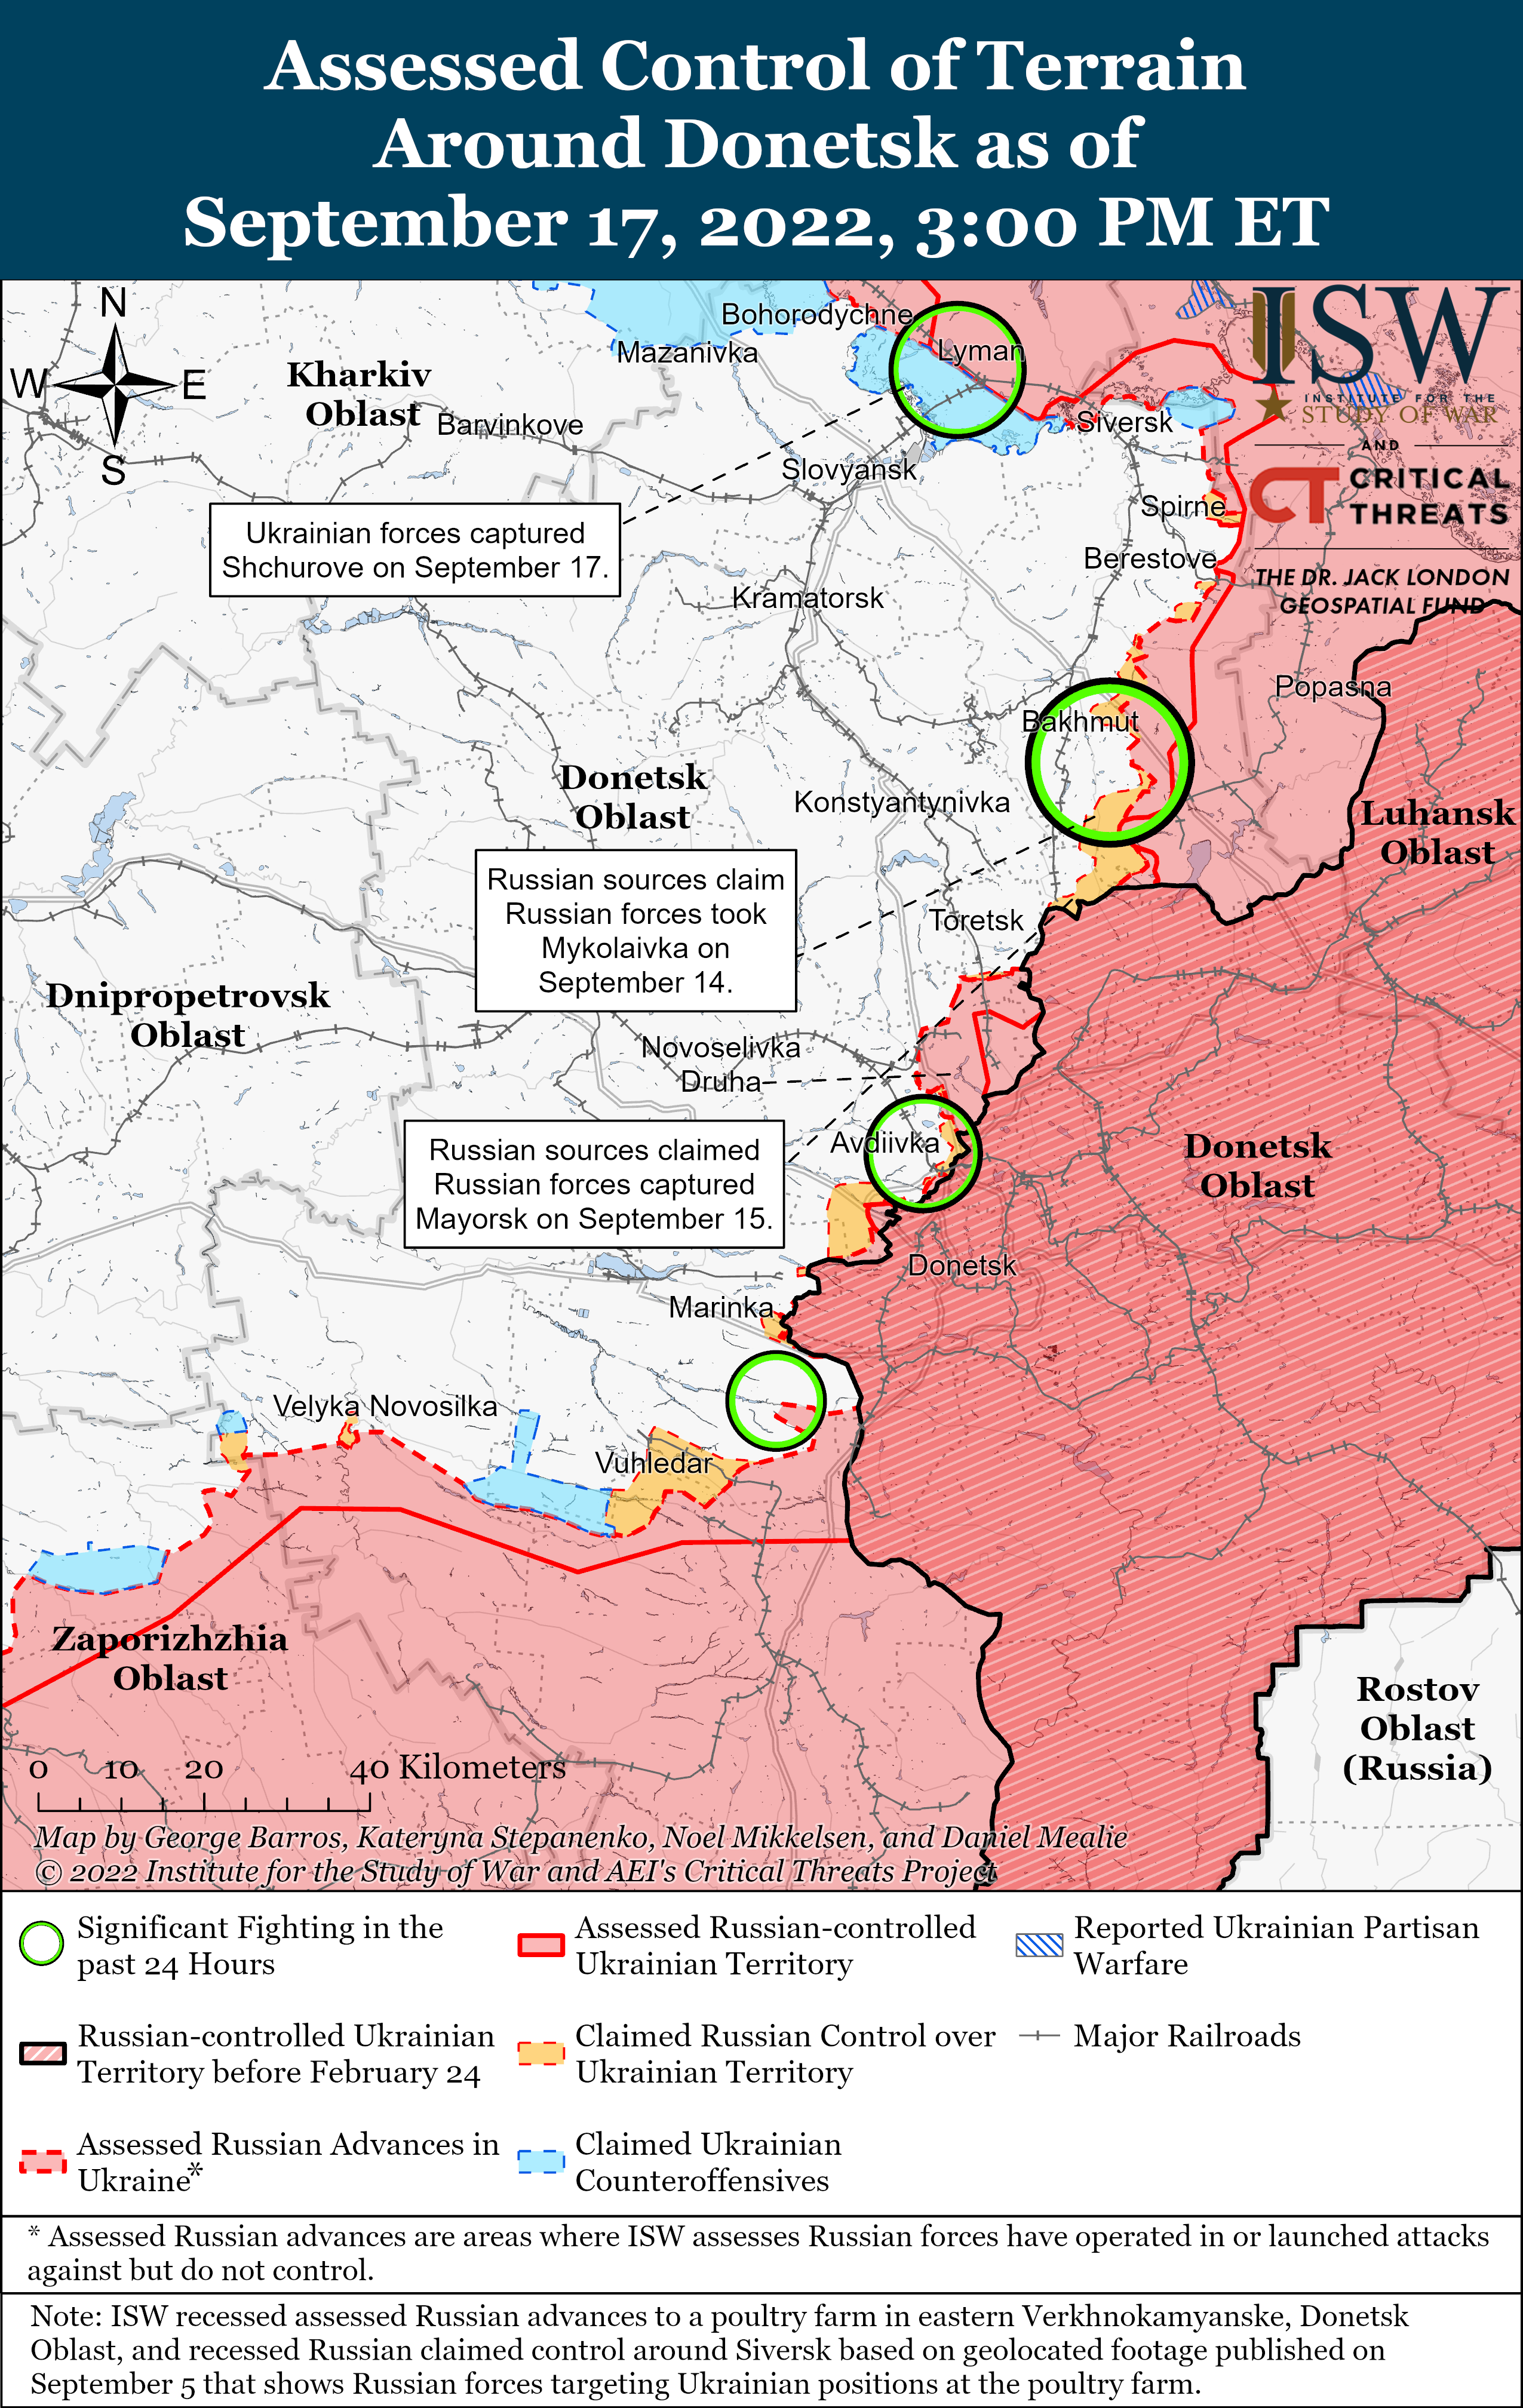 Assessed Control of Terrain
Around Donetsk as of
September 17, 2022, 3:00 PM ET
N
W
E
S
ISW
INSTITUTE FOR THE
STUDY OF WAR
AND
CT CRITICAL
THREATS
THE DR. JACK LONDON
GEOSPATIAL FUND
Bohorodychne
Mazanivka
Lyman
Kharkiv
Oblast
Barvinkove
Siversk
Slovyansk
Spirne
Ukrainian forces captured
Shchurove on September 17.
Berestove
Kramatorsk
Popasna
Bakhmut
Donetsk
Oblast
Konstyantynivka
Luhansk
Oblast
Russian sources claim
Russian forces took
Mykolaivka on
September 14.
Toretsk
Dnipropetrovsk
Oblast
Novoselivka
Druha
Russian sources claimed
Russian forces captured
Mayorsk on September 15.
Avdiivka
Donetsk
Oblast
Donetsk
Marinka
Velyka Novosilka
Vuhledar
Zaporizhzhia
Oblast
Rostov
Oblast
(Russia)
0 10 20 40 Kilometers
Map by George Barros, Kateryna Stepanenko, Noel Mikkelsen, and Daniel Mealie
© 2022 Institute for the Study of War and AEI's Critical Threats Project
Significant Fighting in the
past 24 Hours
Assessed Russian-controlled
Ukrainian Territory
Reported Ukrainian Partisan
Warfare
Russian-controlled Ukrainian
Territory before February 24
Claimed Russian Control over
Ukrainian Territory
Major Railroads
Assessed Russian Advances in
Ukraine*
Claimed Ukrainian
Counteroffensives
* Assessed Russian advances are areas where ISW assesses Russian forces have operated in or launched attacks
against but do not control.
Note: ISW recessed assessed Russian advances to a poultry farm in eastern Verkhnokamyanske, Donetsk
Oblast, and recessed Russian claimed control around Siversk based on geolocated footage published on
September 5 that shows Russian forces targeting Ukrainian positions at the poultry farm.